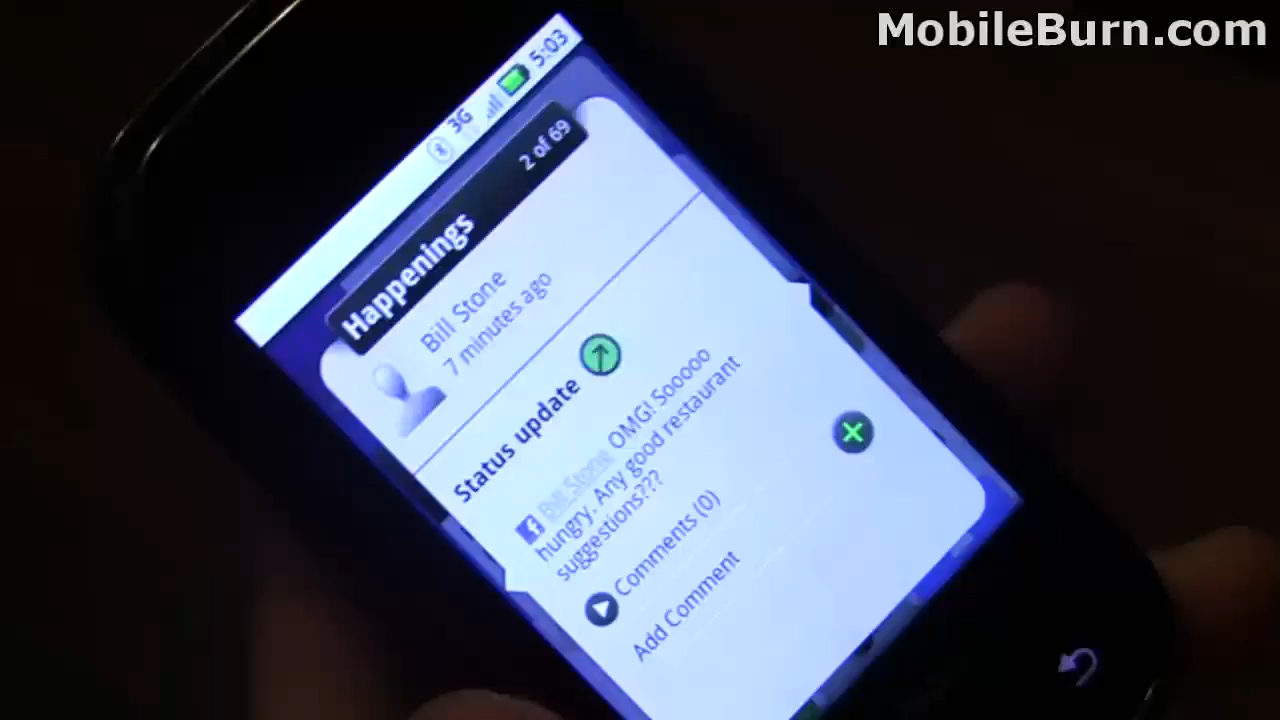 MobileBurn.com
3G 5:03
Happenings 2 of 69
Bill Stone
7 minutes ago
Status update
f Bill Stone OMG! Sooooo
hungry. Any good restaurant
suggestions???
Comments (0)
Add Comment